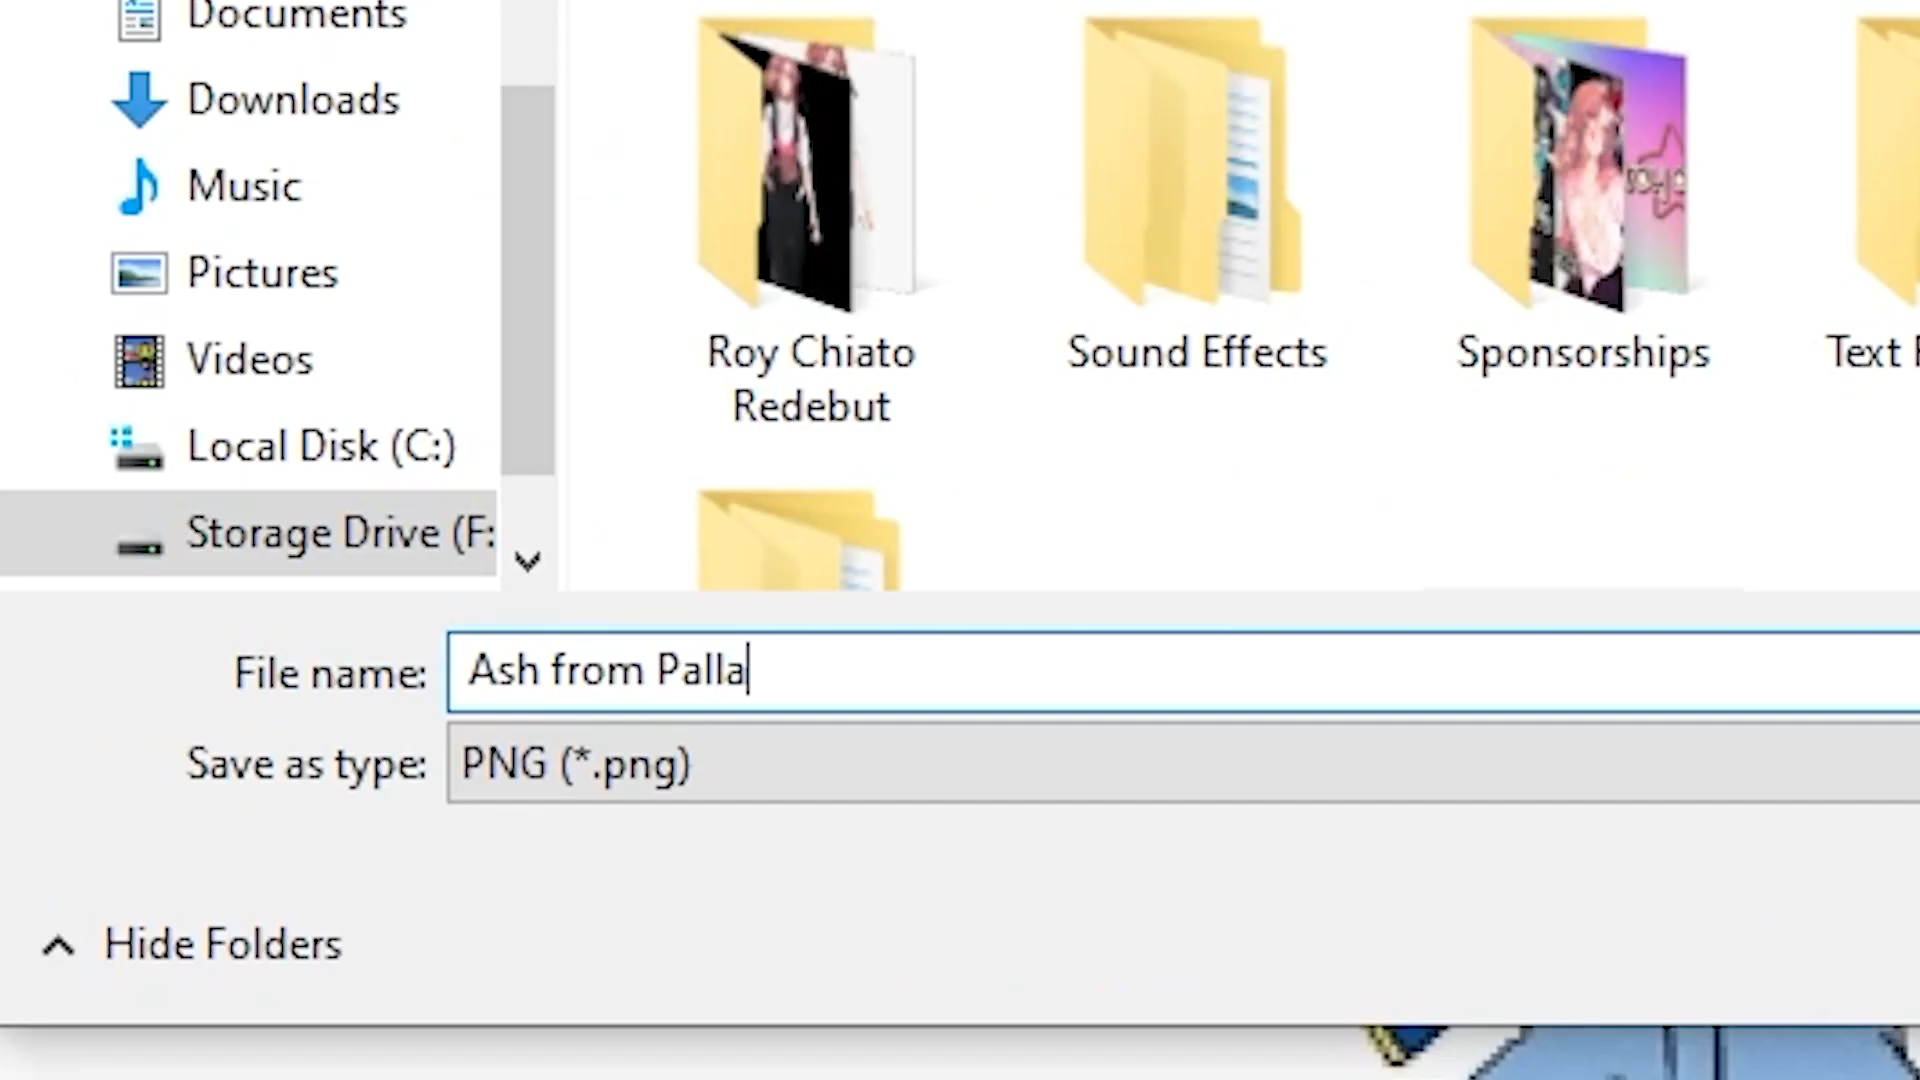 Documents
Downloads
Music
Pictures
Videos
Local Disk (C:)
Storage Drive (F:
Roy Chiato
Redebut
Sound Effects
Sponsorships
Text
File name: Ash from Palla
Save as type: PNG (*.png)
Hide Folders